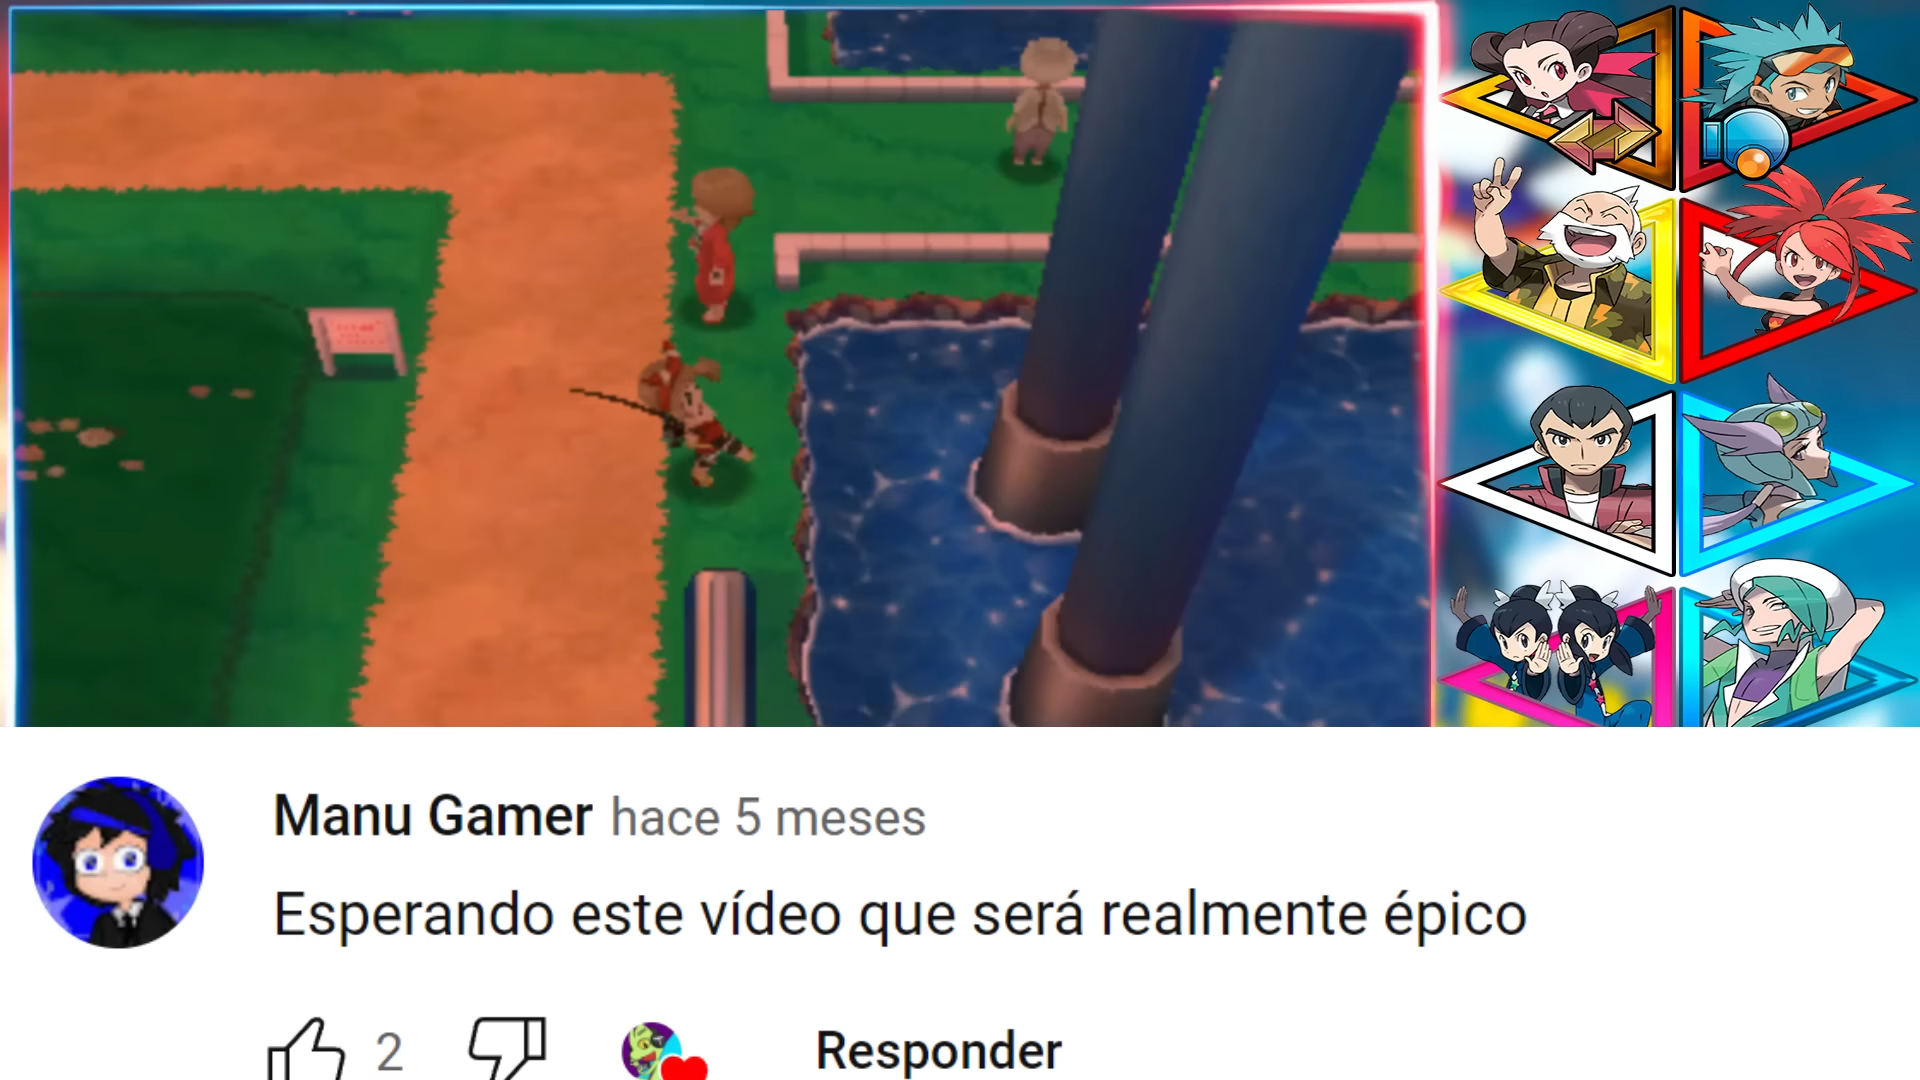 Manu Gamer hace 5 meses
Esperando este vídeo que será realmente épico
2
Responder